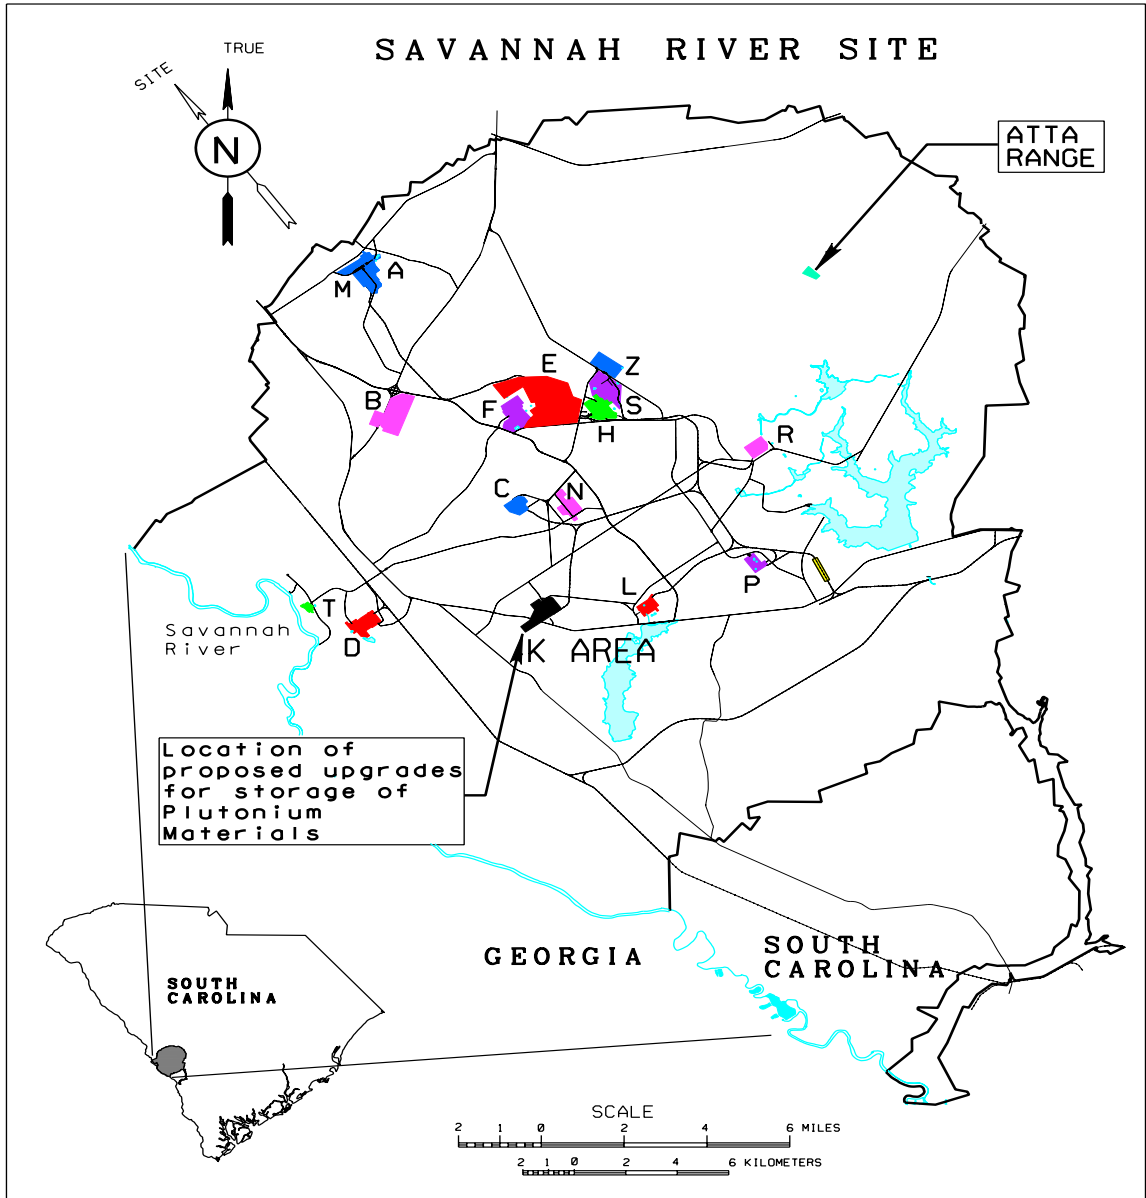 SAVANNAH RIVER SITE
TRUE
SITE
N
ATTA
RANGE
A
M
E
Z
B
F
S
H
R
C
N
P
L
T
D
Savannah
River
K AREA
Location of
proposed upgrades
for storage of
Plutonium
Materials
GEORGIA
SOUTH
CAROLINA
SOUTH
CAROLINA
SCALE
2 1 0 2 4 6 MILES
2 1 0 2 4 6 KILOMETERS